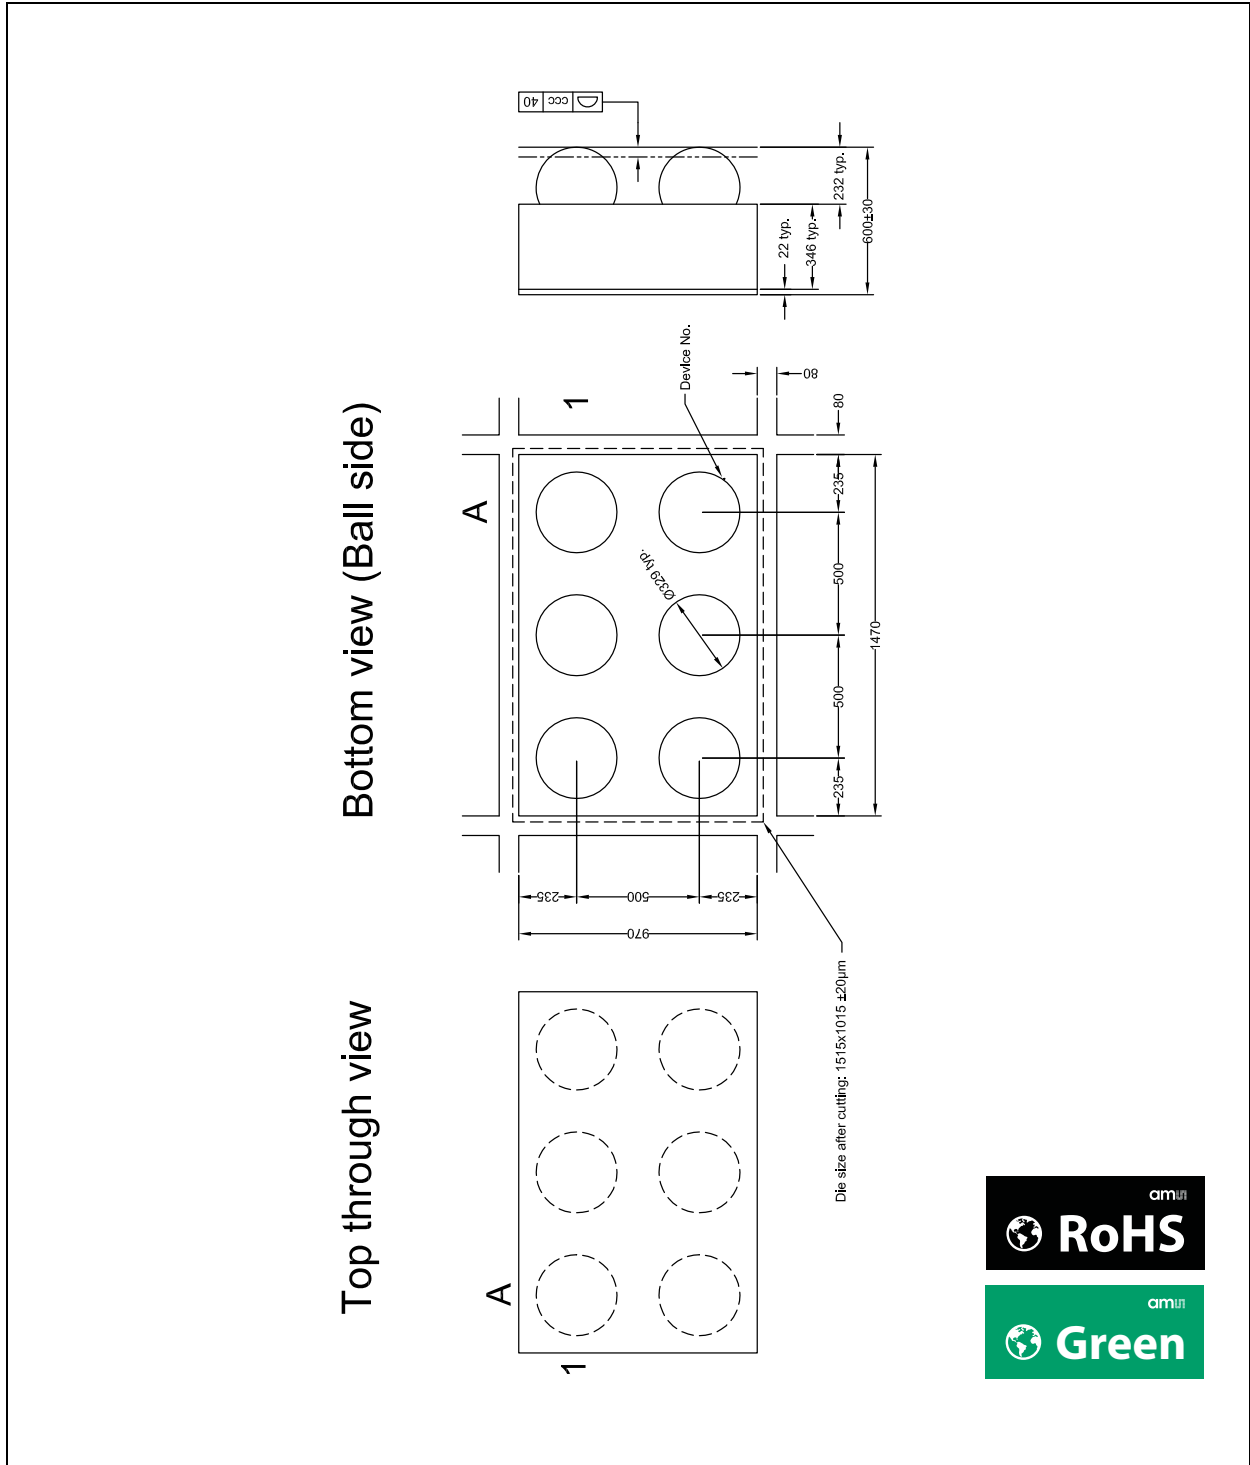 40 ccc
232 typ.
600±30
22 typ.
346 typ.
Bottom view (Ball side)
1
A
Device No.
80
80
235
500
500
235
1470
Ø329 typ.
235
500
235
970
Die size after cutting: 1515x1015 ±20µm
Top through view
A
1
am
RoHS
am
Green